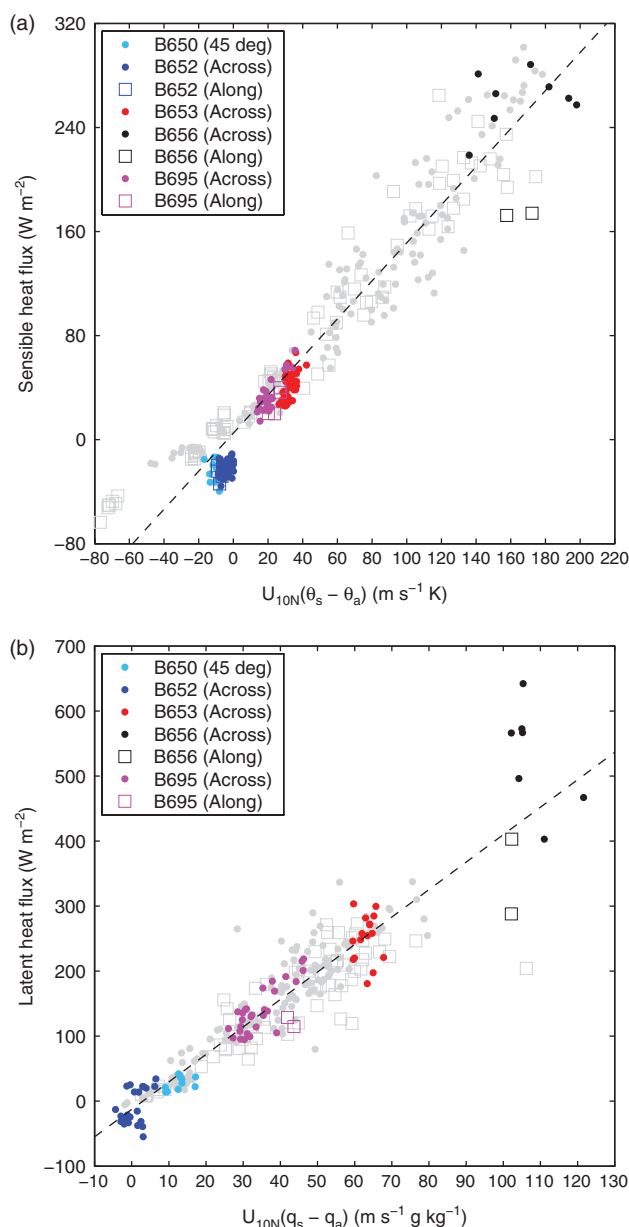 (a)
320
240
160
80
0
−80
Sensible heat flux (W m⁻²)
B650 (45 deg)
B652 (Across)
B652 (Along)
B653 (Across)
B656 (Across)
B656 (Along)
B695 (Across)
B695 (Along)
−80 −60 −40 −20 0 20 40 60 80 100 120 140 160 180 200 220
U₁₀N(θₛ − θₐ) (m s⁻¹ K)
(b)
700
600
500
400
300
200
100
0
−100
Latent heat flux (W m⁻²)
B650 (45 deg)
B652 (Across)
B653 (Across)
B656 (Across)
B656 (Along)
B695 (Across)
B695 (Along)
−10 0 10 20 30 40 50 60 70 80 90 100 110 120 130
U₁₀N(qₛ − qₐ) (m s⁻¹ g kg⁻¹)